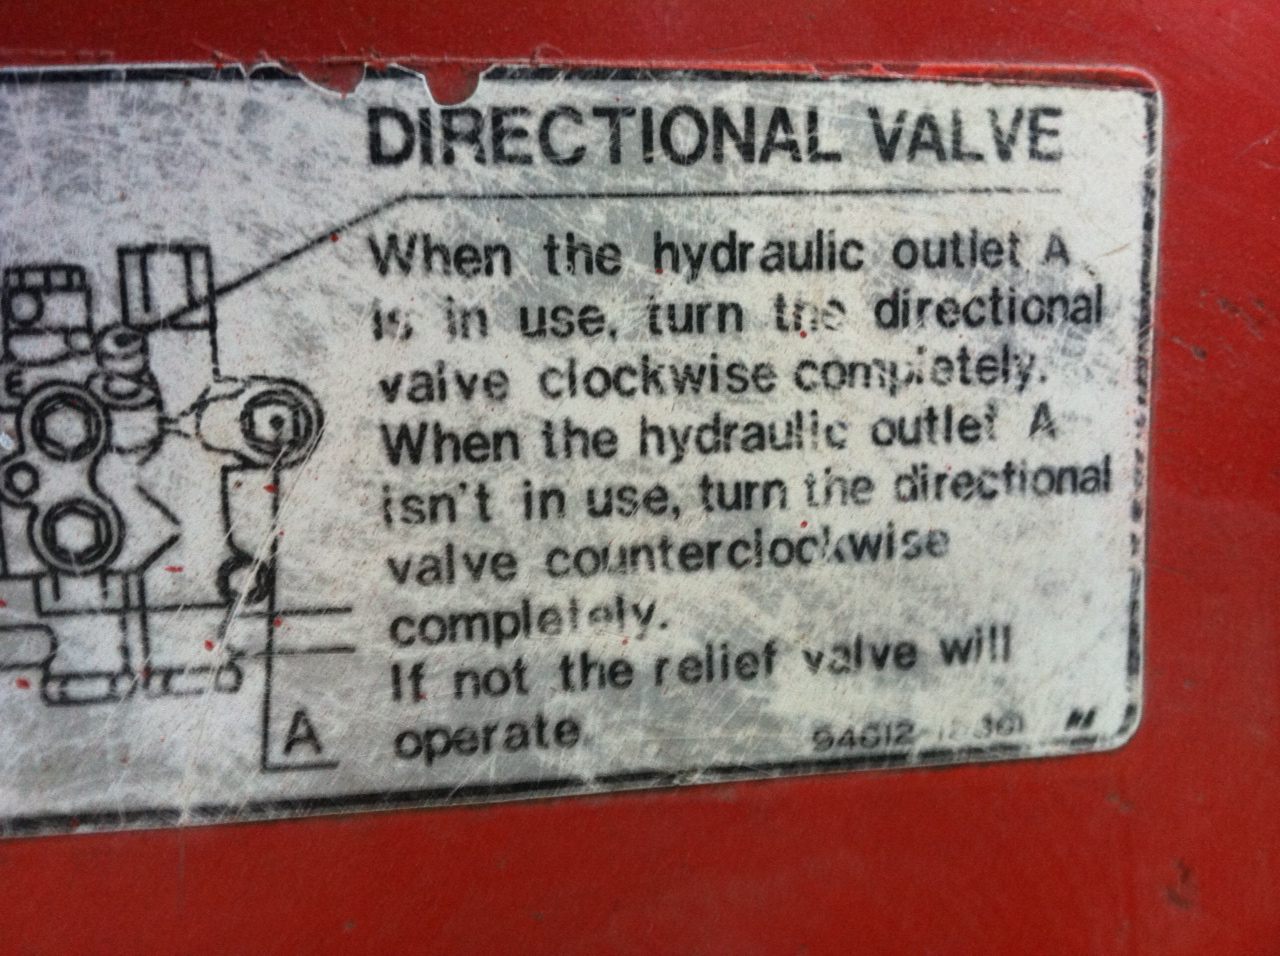 DIRECTIONAL VALVE
When the hydraulic outlet A
is in use, turn the directional
valve clockwise completely.
When the hydraulic outlet A
isn't in use, turn the directional
valve counterclockwise
completely.
If not the relief valve will
operate.
A
E